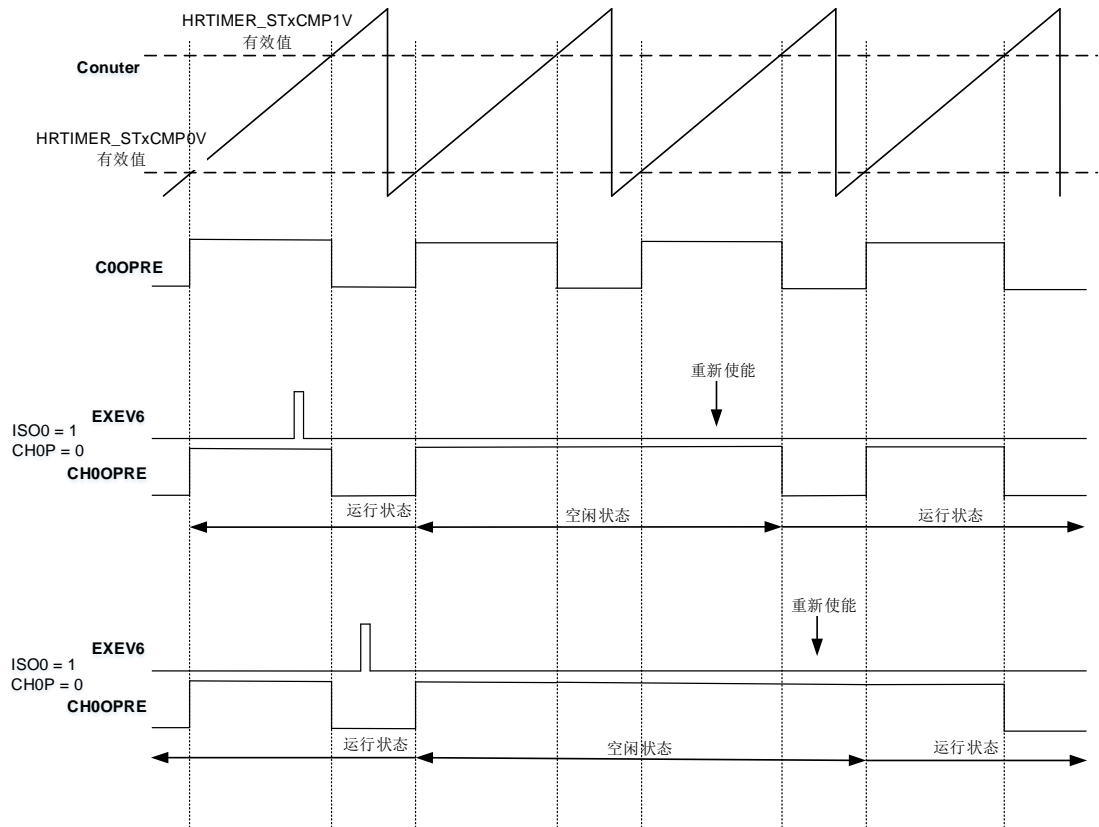 HRTIMER_STxCMP1V
有效值
Conuter
HRTIMER_STxCMP0V
有效值
C0OPRE
重新使能
EXEV6
ISO0 = 1
CH0P = 0
CH0OPRE
运行状态
空闲状态
运行状态
重新使能
EXEV6
ISO0 = 1
CH0P = 0
CH0OPRE
运行状态
空闲状态
运行状态